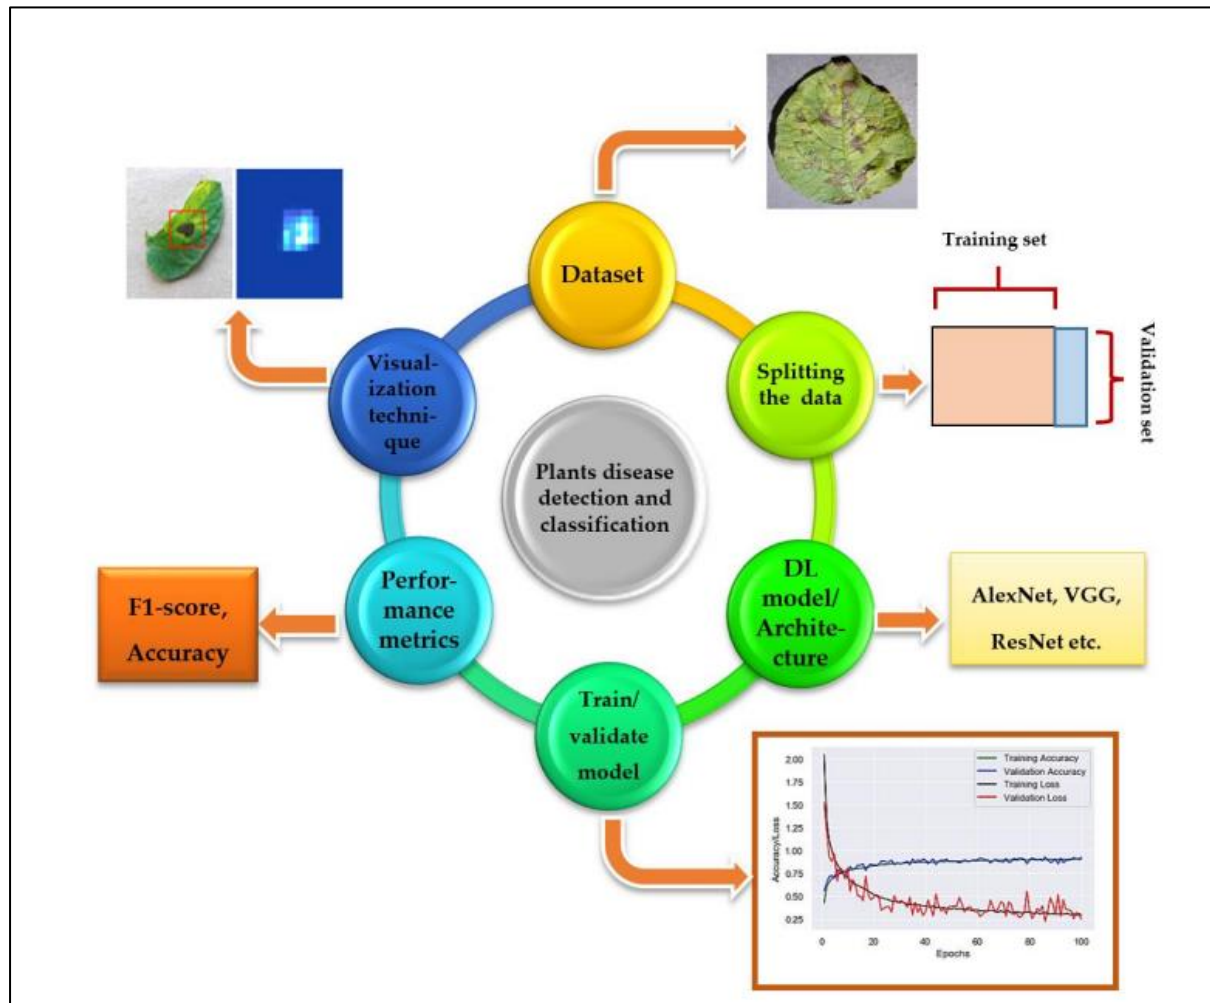 Dataset
Training set
Validation set
Splitting
the data
Visual-
ization
techni-
que
Plants disease
detection and
classification
DL
model/
Archite-
cture
AlexNet, VGG,
ResNet etc.
Perfor-
mance
metrics
F1-score,
Accuracy
Train/
validate
model
Training Accuracy
Validation Accuracy
Training Loss
Validation Loss
Accuracy/Loss
2.00
1.75
1.50
1.25
1.00
0.75
0.50
0.25
0
20
40
60
80
100
Epochs